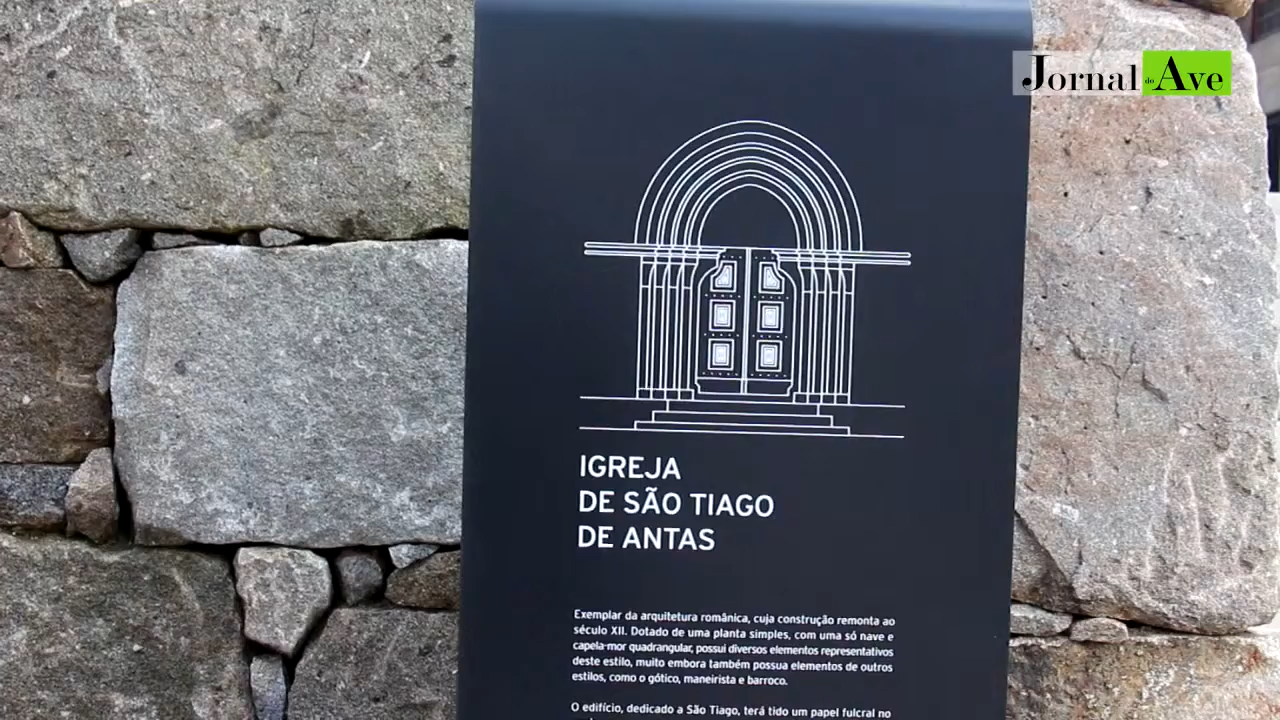 Jornal do Ave
IGREJA
DE SÃO TIAGO
DE ANTAS
Exemplar da arquitetura românica, cuja construção remonta ao
século XII. Dotado de uma planta simples, com uma só nave e
capela-mor quadrangular, possui diversos elementos representativos
deste estilo, muito embora também possua elementos de outros
estilos, como o gótico, maneirista e barroco.
O edifício, dedicado a São Tiago, terá tido um papel fulcral no